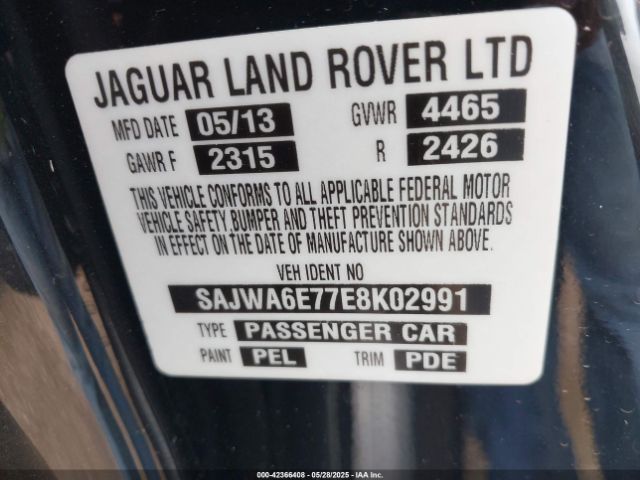 JAGUAR LAND ROVER LTD
MFD DATE 05/13 GVWR 4465
GAWR F 2315 R 2426
THIS VEHICLE CONFORMS TO ALL APPLICABLE FEDERAL MOTOR
VEHICLE SAFETY, BUMPER AND THEFT PREVENTION STANDARDS
IN EFFECT ON THE DATE OF MANUFACTURE SHOWN ABOVE.
VEH IDENT NO
SAJWA6E77E8K02991
TYPE PASSENGER CAR
PAINT PEL TRIM PDE
000-42366408 - 05/28/2025 - IAA Corp.